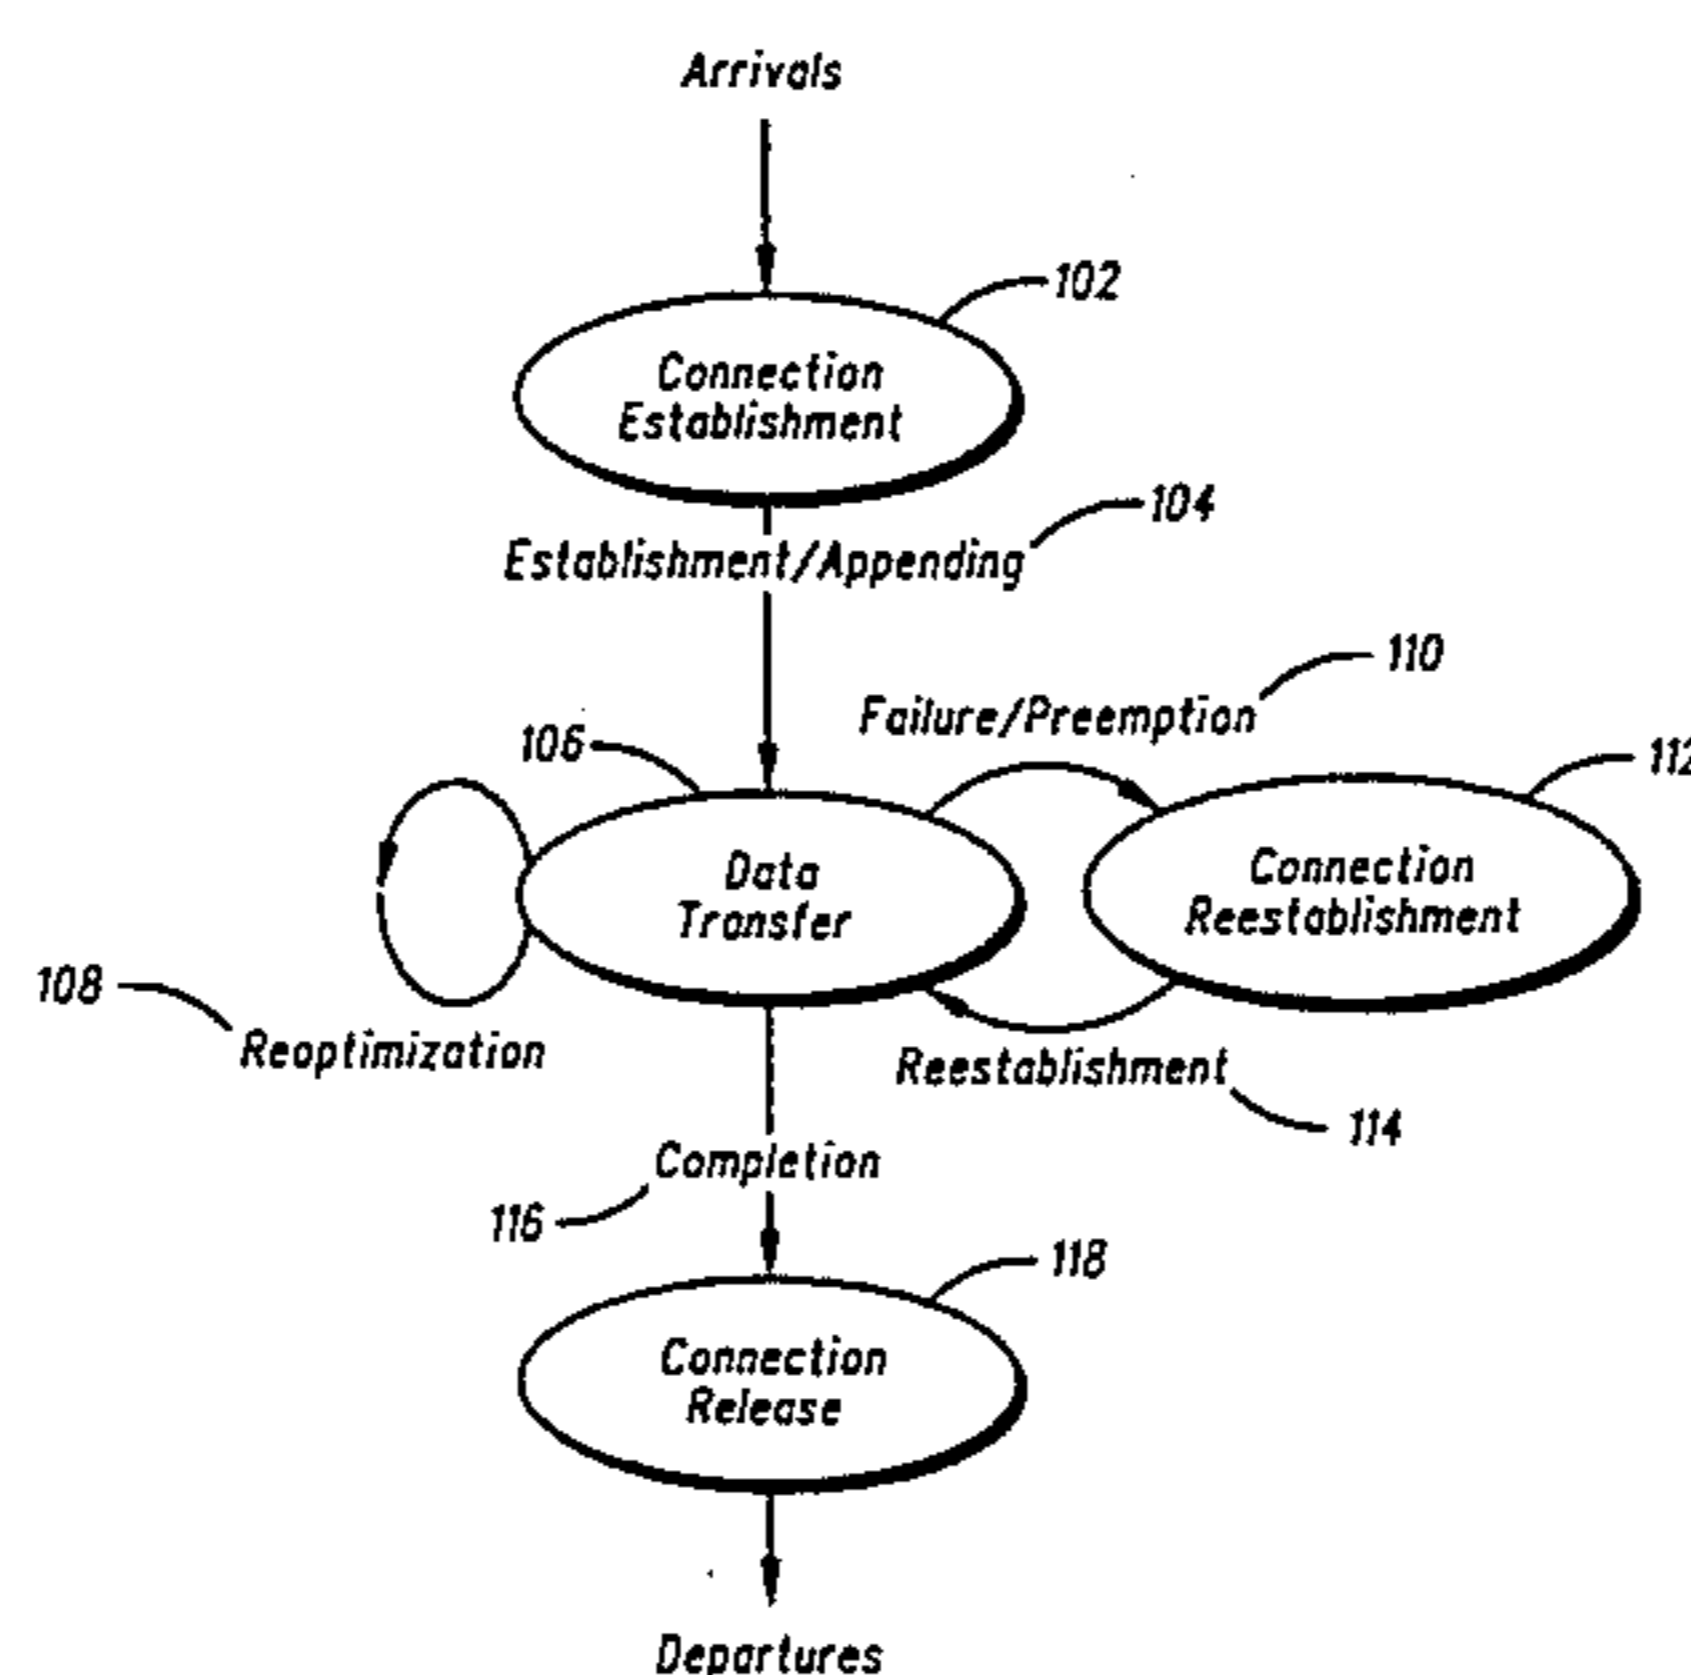 Arrivals
102
Connection
Establishment
104
Establishment/Appending
110
Failure/Preemption
106
112
Data
Transfer
Connection
Reestablishment
108
Reoptimization
Reestablishment
114
Completion
116
118
Connection
Release
Departures